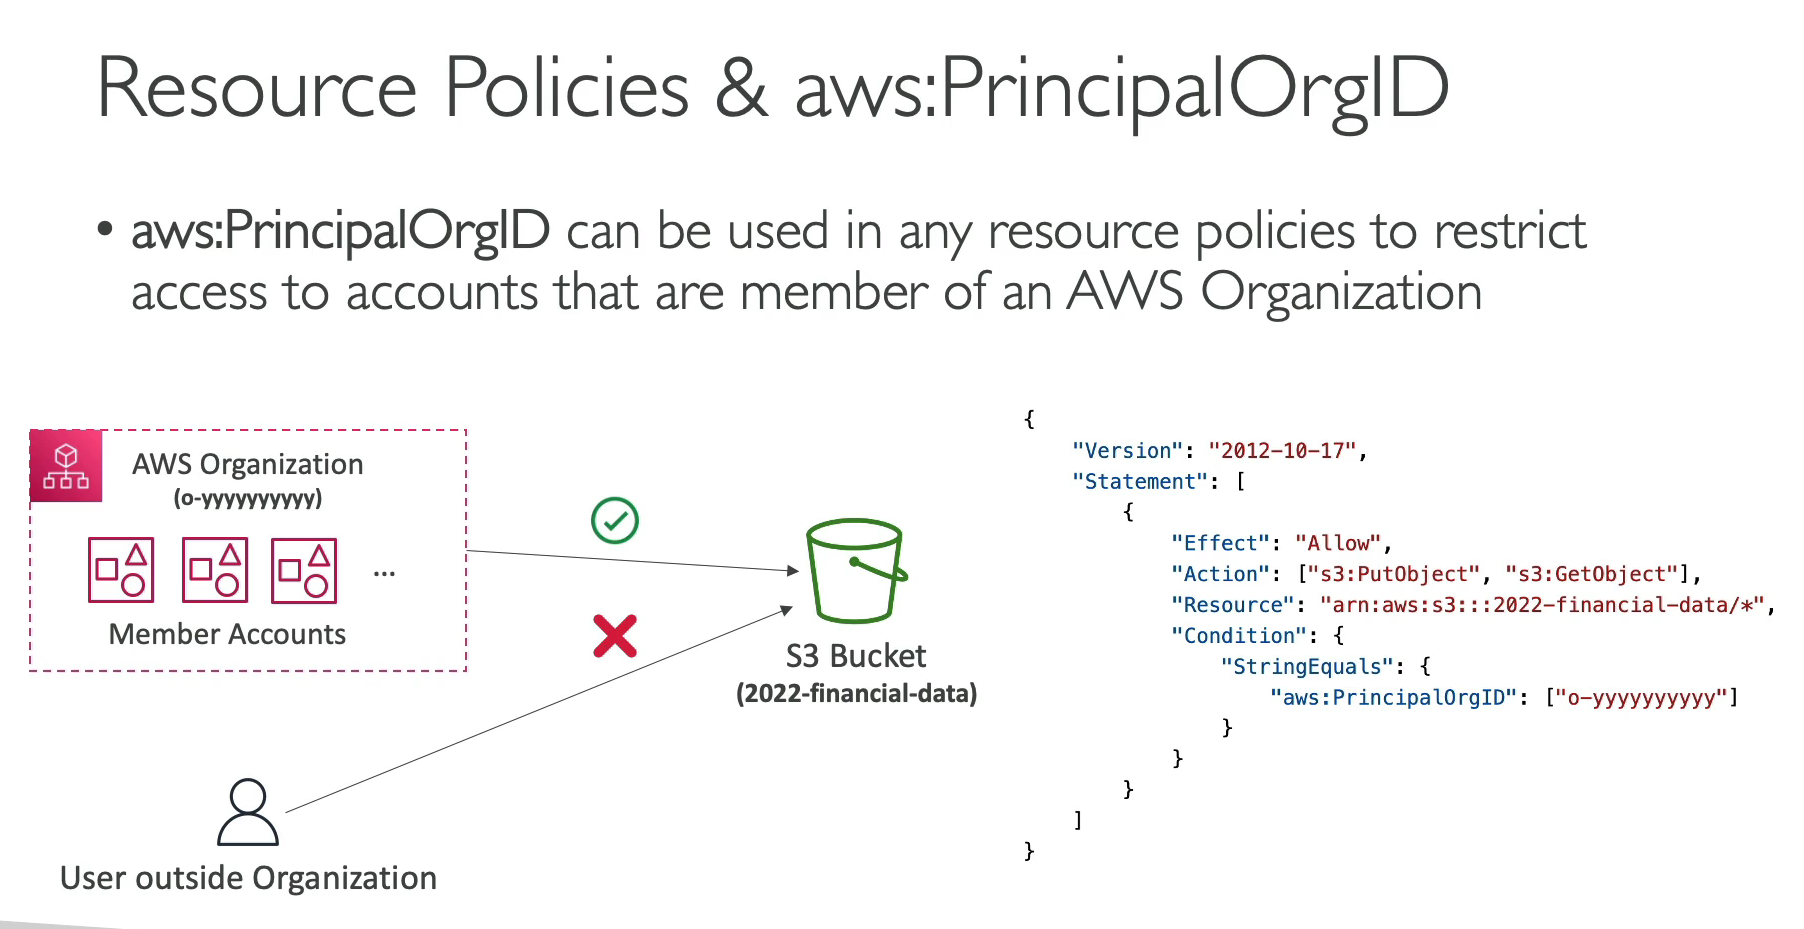 Resource Policies & aws:PrincipalOrgID
• aws:PrincipalOrgID can be used in any resource policies to restrict
access to accounts that are member of an AWS Organization
AWS Organization
(o-yyyyyyyyyy)
...
Member Accounts
S3 Bucket
(2022-financial-data)
User outside Organization
{
"Version": "2012-10-17",
"Statement": [
{
"Effect": "Allow",
"Action": ["s3:PutObject", "s3:GetObject"],
"Resource": "arn:aws:s3:::2022-financial-data/*",
"Condition": {
"StringEquals": {
"aws:PrincipalOrgID": ["o-yyyyyyyyyy"]
}
}
}
]
}